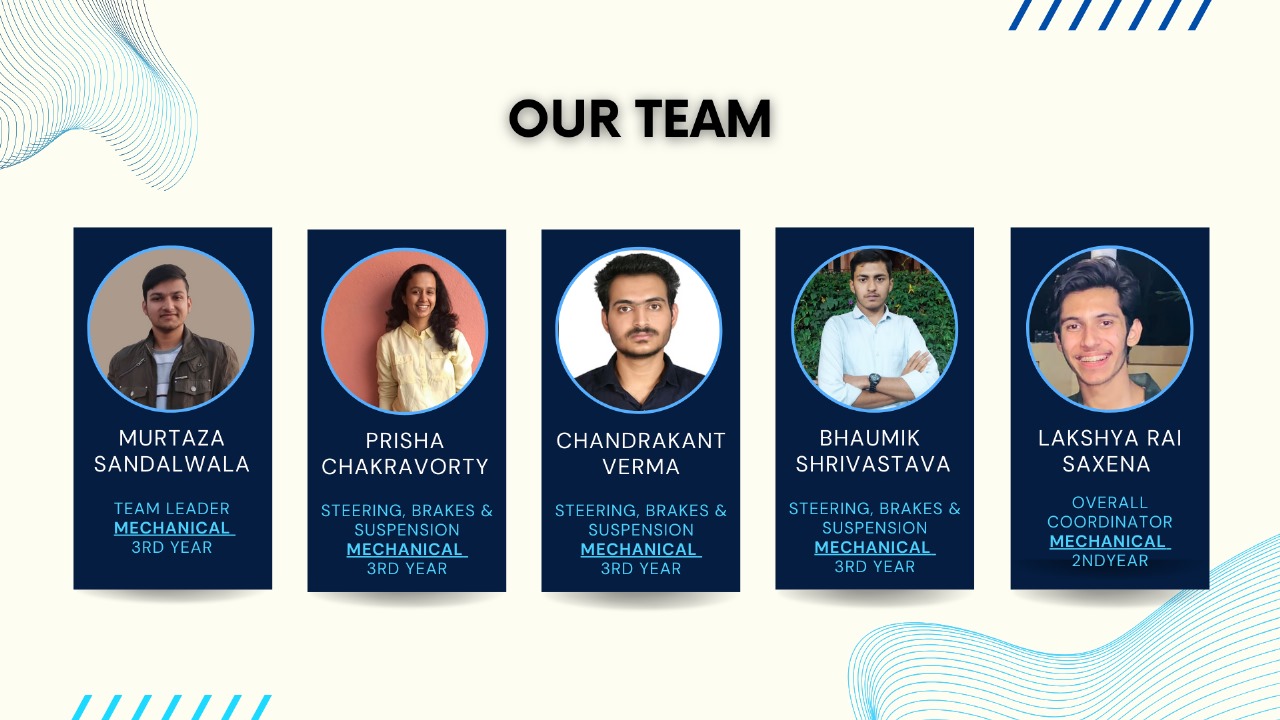 OUR TEAM
MURTAZA
SANDALWALA
TEAM LEADER
MECHANICAL
3RD YEAR
PRISHA
CHAKRAVORTY
STEERING, BRAKES &
SUSPENSION
MECHANICAL
3RD YEAR
CHANDRAKANT
VERMA
STEERING, BRAKES &
SUSPENSION
MECHANICAL
3RD YEAR
BHAUMIK
SHRIVASTAVA
STEERING, BRAKES &
SUSPENSION
MECHANICAL
3RD YEAR
LAKSHYA RAI
SAXENA
OVERALL
COORDINATOR
MECHANICAL
2NDYEAR